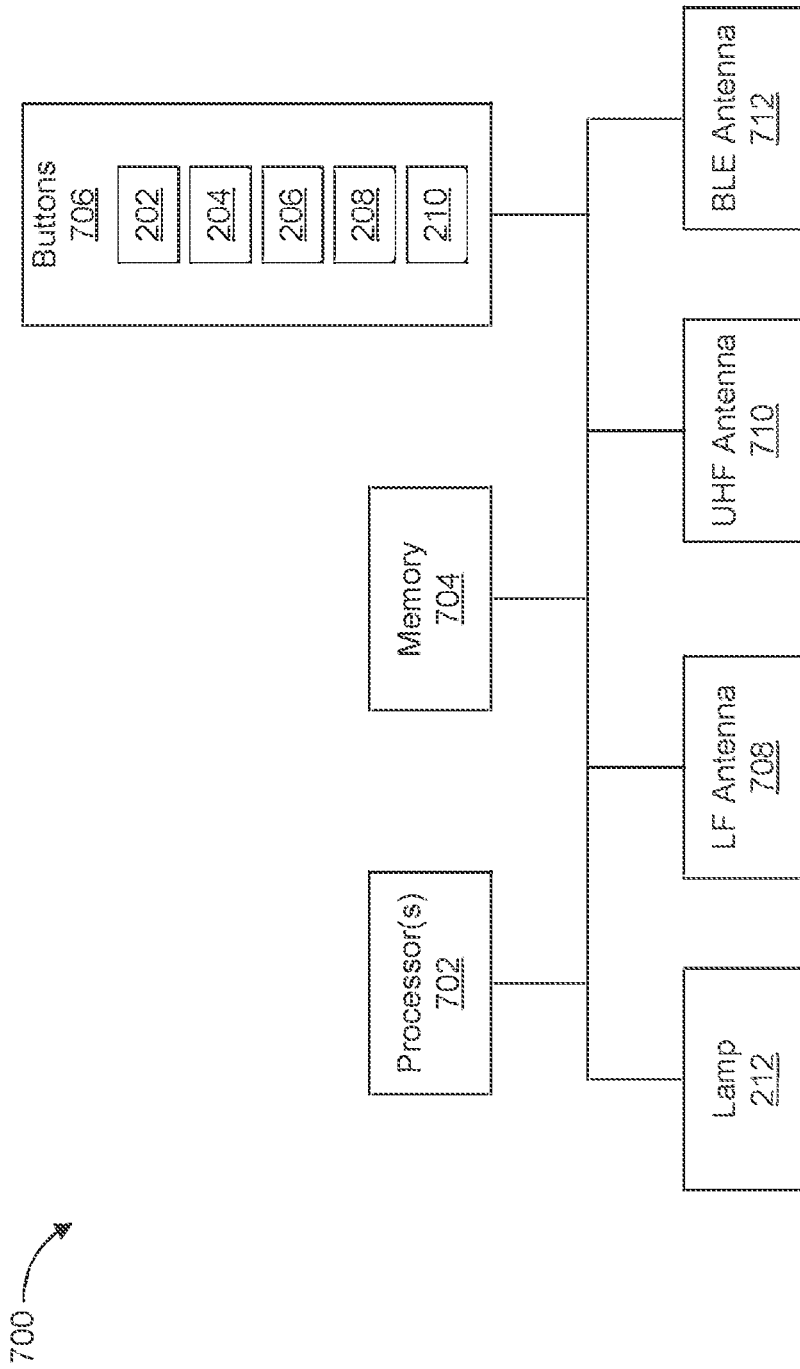 700
Processor(s)
702
Memory
704
Buttons
706
202
204
206
208
210
Lamp
212
LF Antenna
708
UHF Antenna
710
BLE Antenna
712